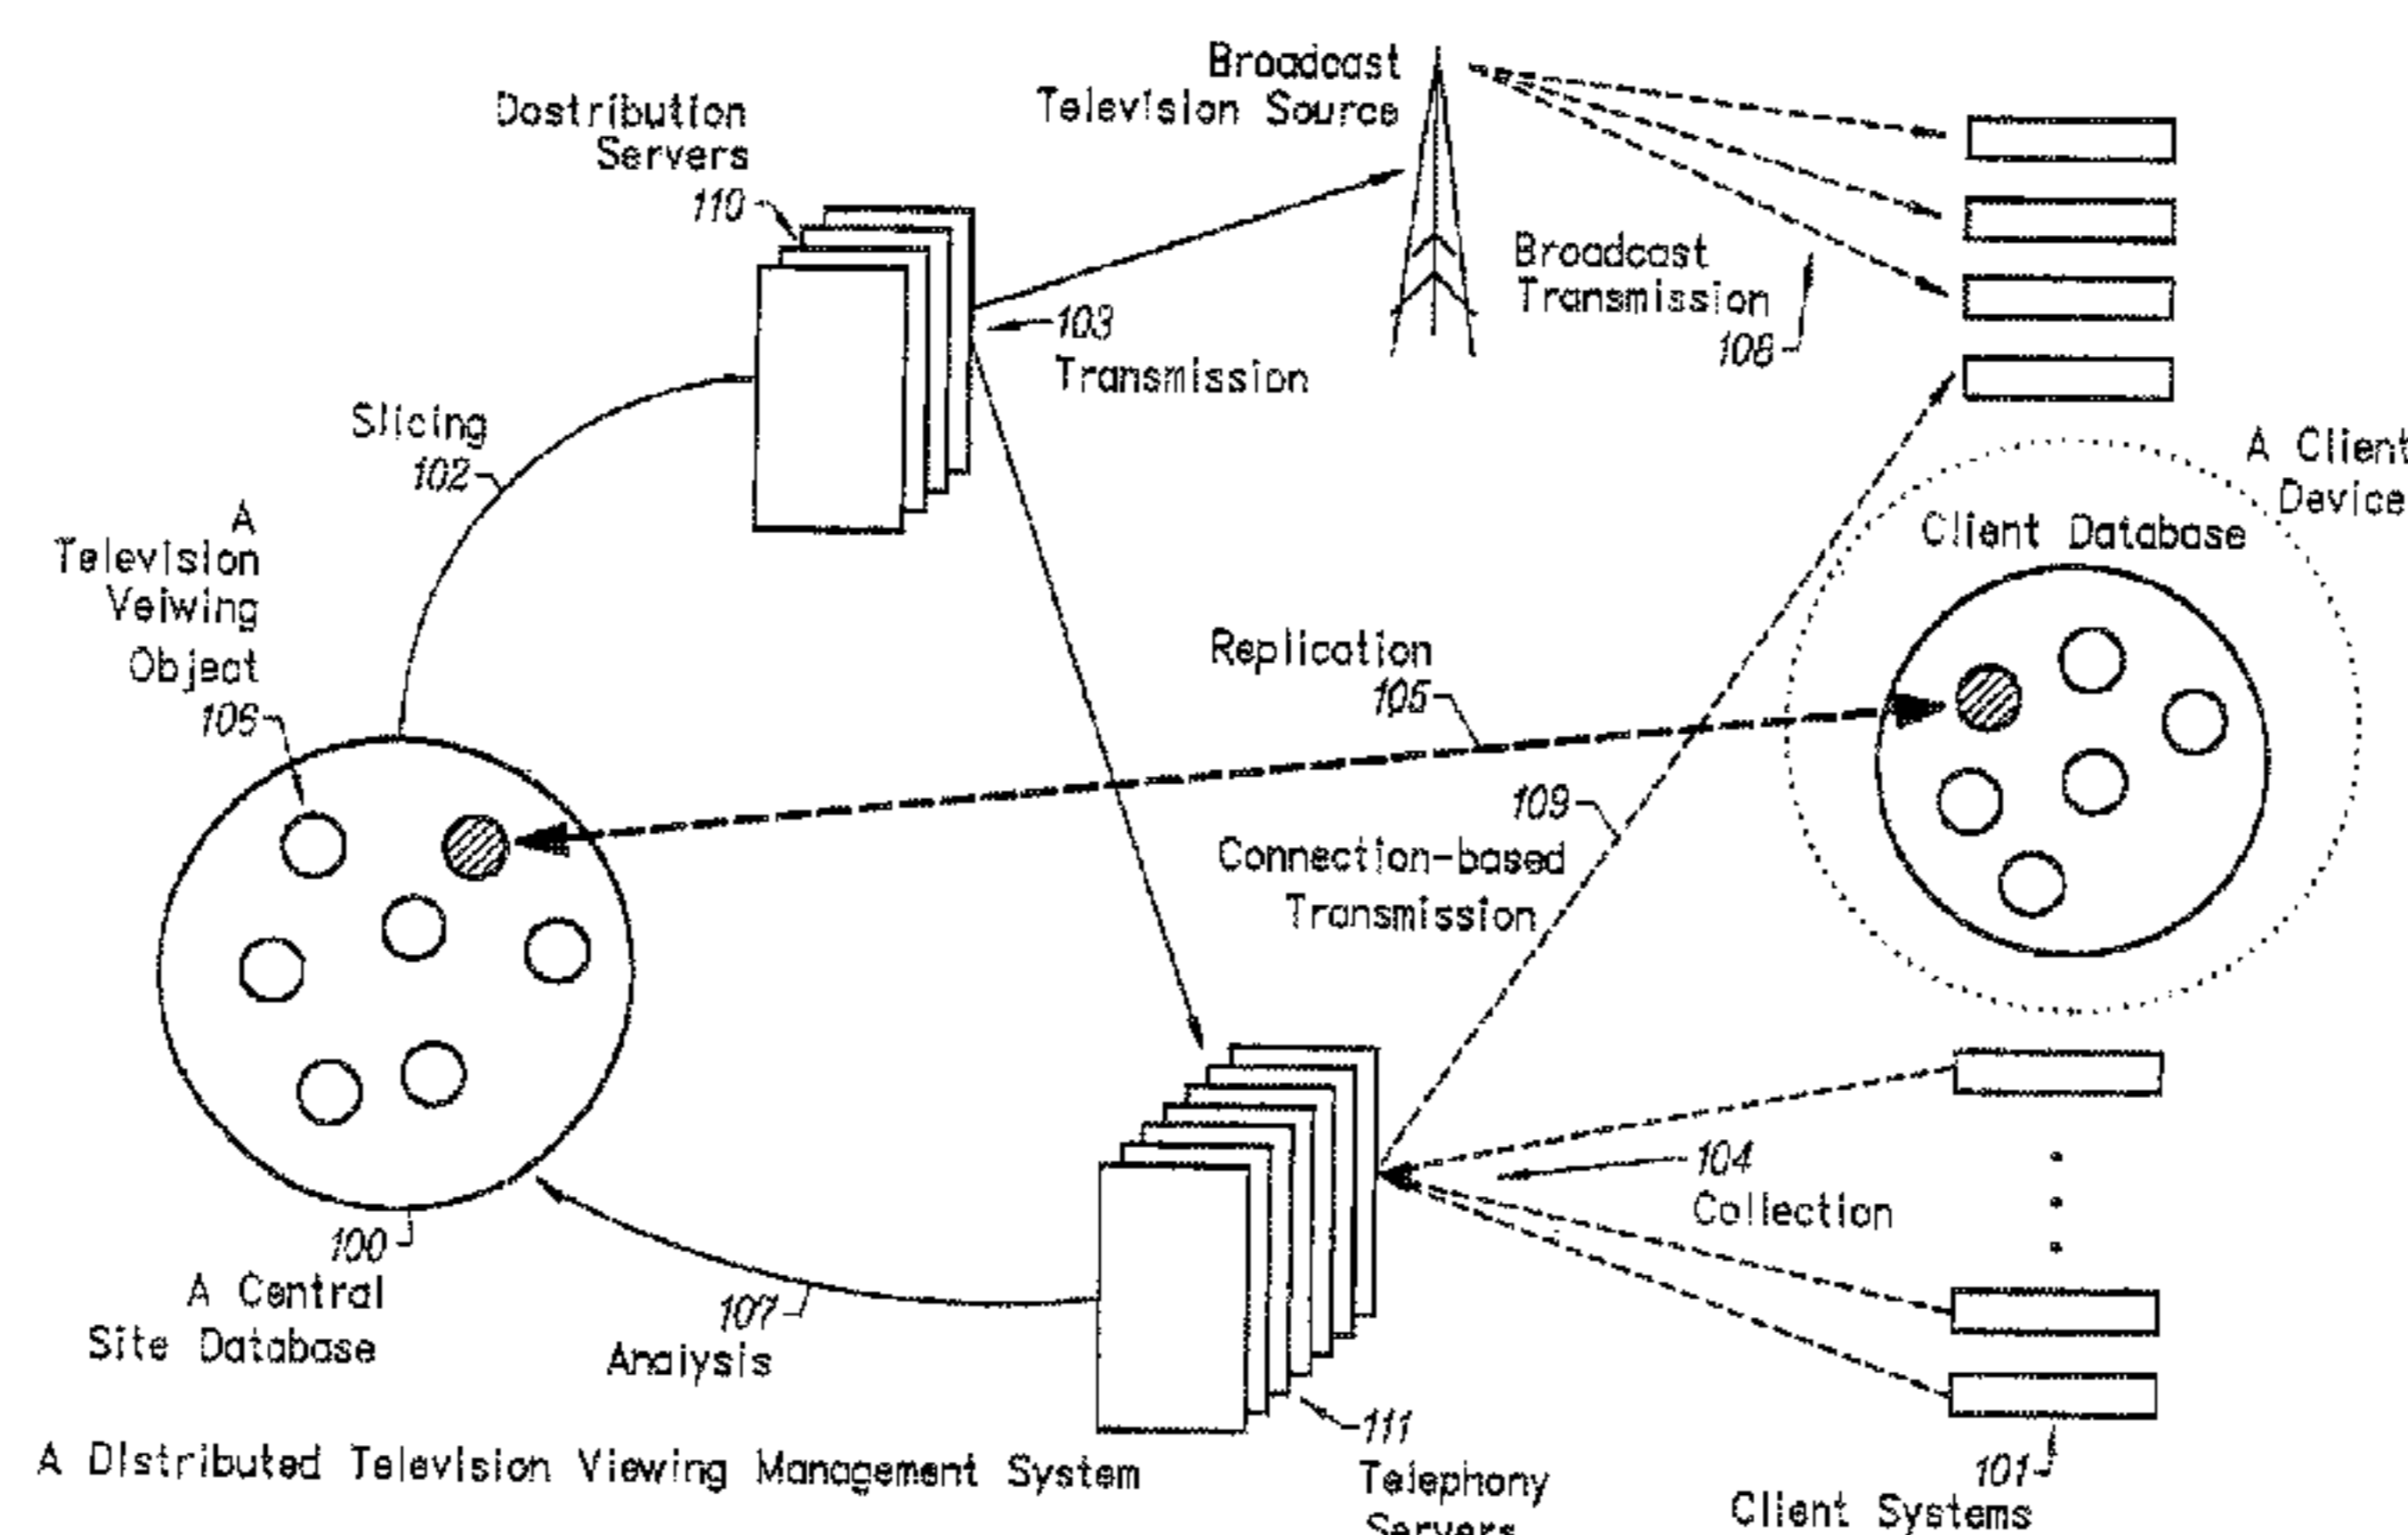 Broadcast
Television Source
Dostribution
Servers
110
103
Transmission
Broadcast
Transmission
108
Slicing
102
A Client
Device
Client Database
A
Television
Veiwing
Object
106
Replication
105
109
Connection-based
Transmission
104
Collection
100
A Central
Site Database
107
Analysis
111
Telephony
Servers
101
Client Systems
A Distributed Television Viewing Management System